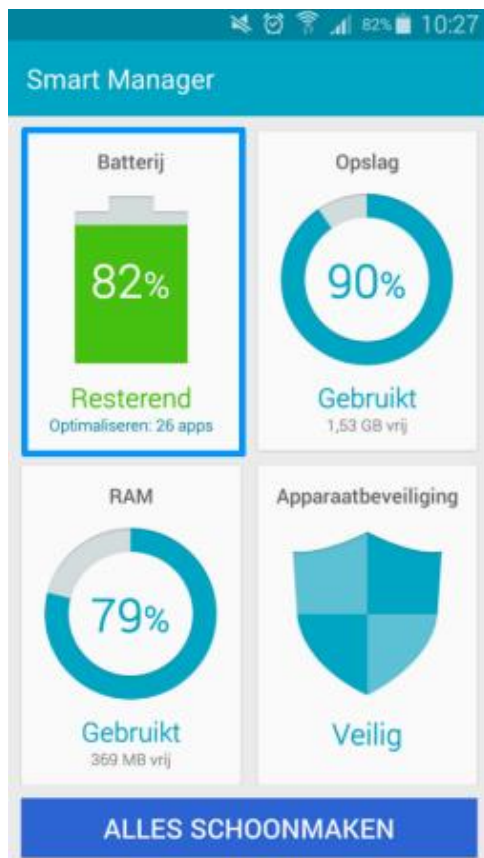 82% 10:27
Smart Manager
Batterij
82%
Resterend
Optimaliseren: 26 apps
Opslag
90%
Gebruikt
1,53 GB vrij
RAM
79%
Gebruikt
369 MB vrij
Apparaatbeveiliging
Veilig
ALLES SCHOONMAKEN